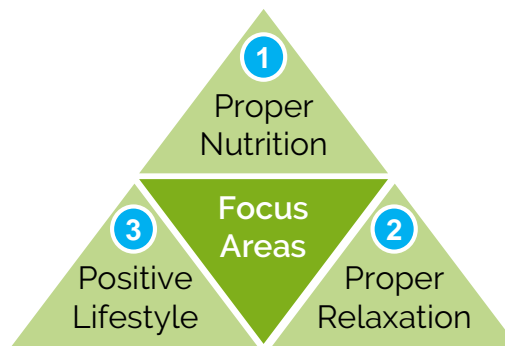 1
Proper
Nutrition
Focus
Areas
3
Positive
Lifestyle
2
Proper
Relaxation